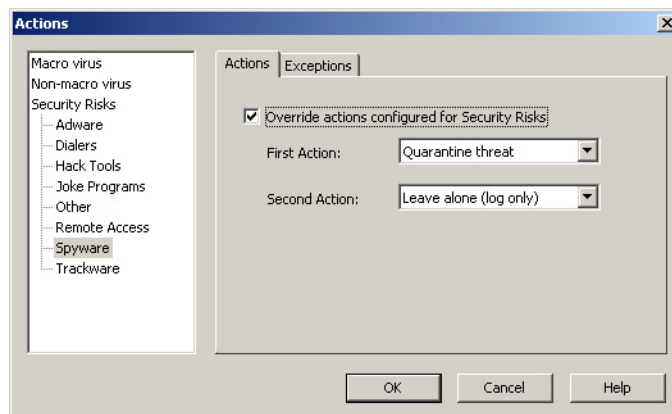 Actions
Macro virus
Non-macro virus
Security Risks
Adware
Dialers
Hack Tools
Joke Programs
Other
Remote Access
Spyware
Trackware
Actions
Exceptions
Override actions configured for Security Risks
First Action:
Quarantine threat
Second Action:
Leave alone (log only)
OK
Cancel
Help